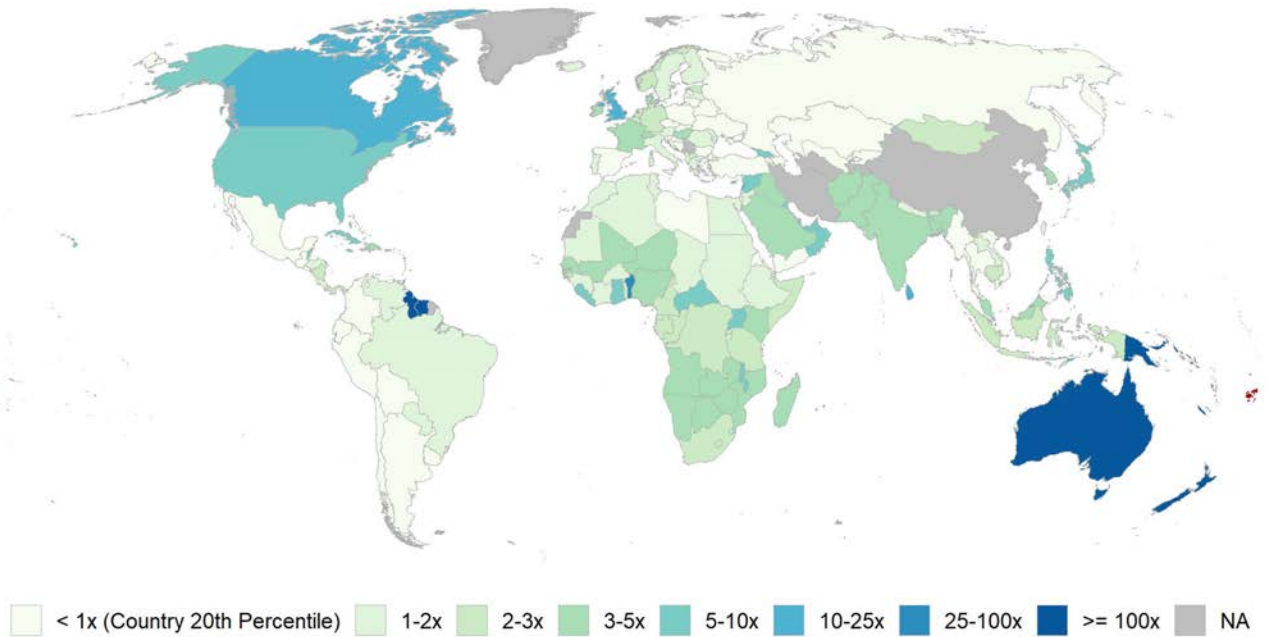 < 1x (Country 20th Percentile) 1-2x 2-3x 3-5x 5-10x 10-25x 25-100x >= 100x NA